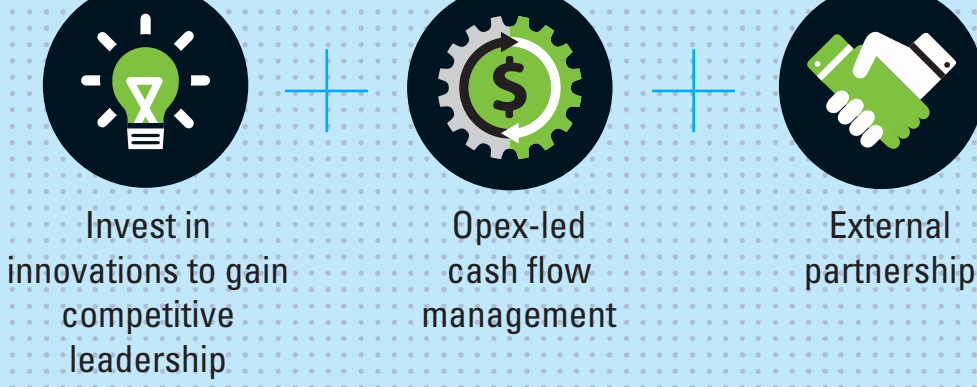 $
Invest in
innovations to gain
competitive
leadership
Opex-led
cash flow
management
External
partnership